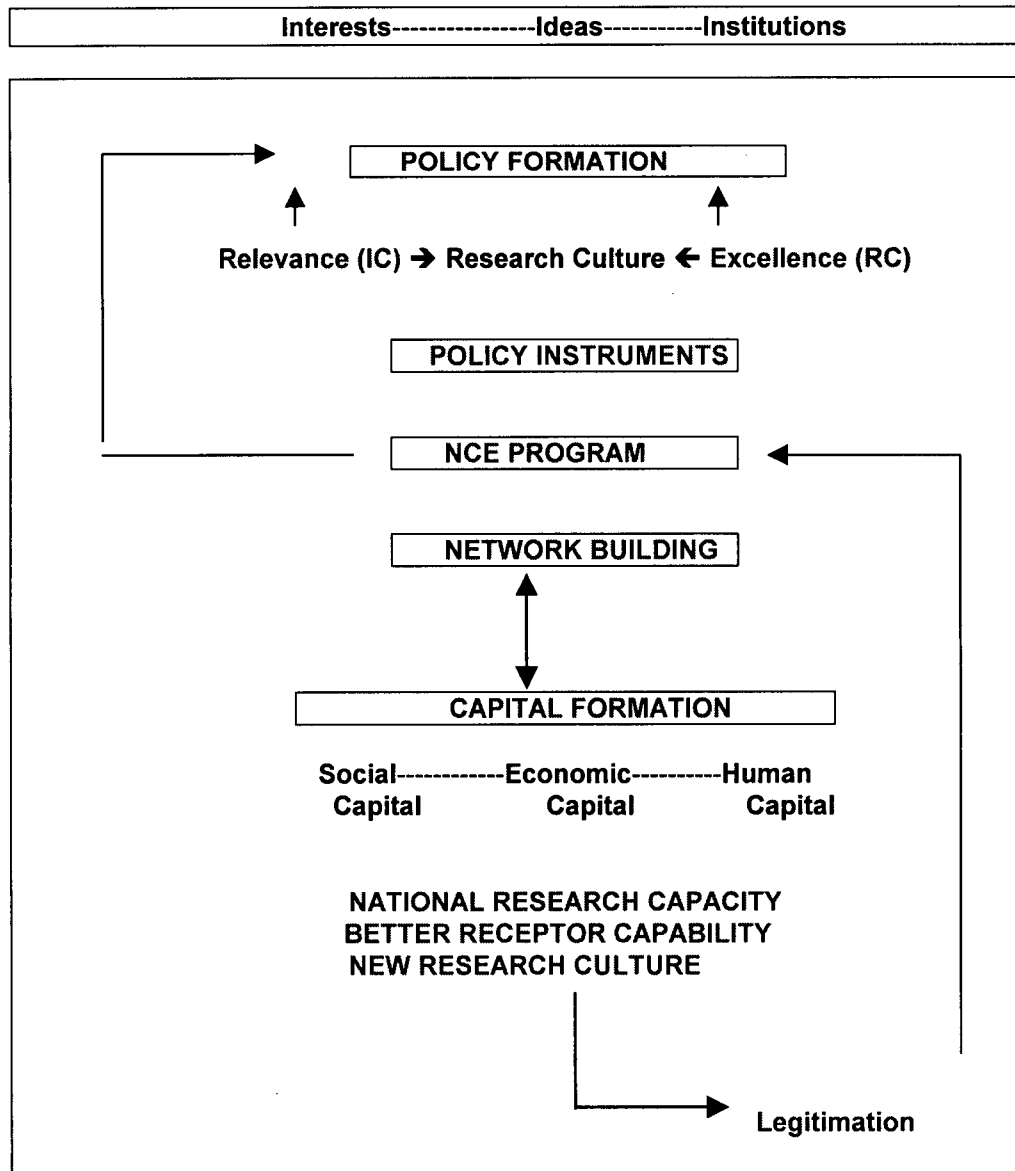 Interests----------------Ideas-----------Institutions
POLICY FORMATION
Relevance (IC) → Research Culture ← Excellence (RC)
POLICY INSTRUMENTS
NCE PROGRAM
NETWORK BUILDING
CAPITAL FORMATION
Social------------Economic----------Human
Capital Capital Capital
NATIONAL RESEARCH CAPACITY
BETTER RECEPTOR CAPABILITY
NEW RESEARCH CULTURE
Legitimation